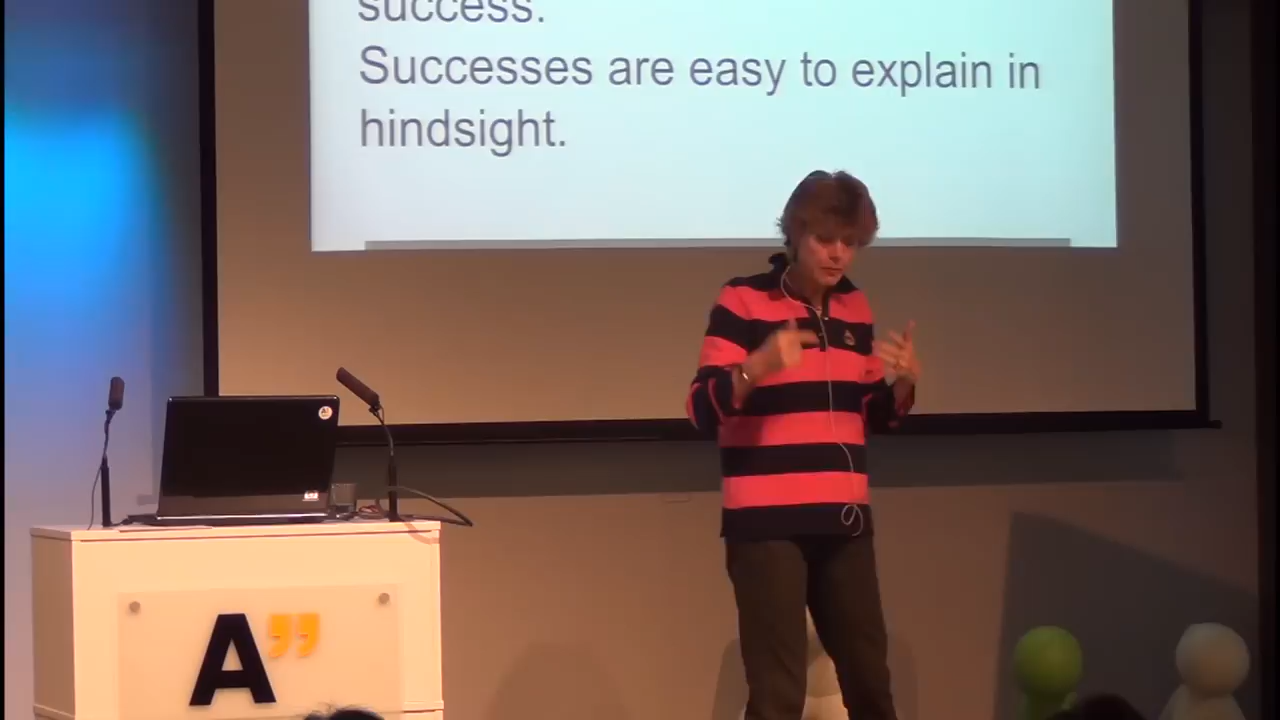 success.
Successes are easy to explain in
hindsight.
A”